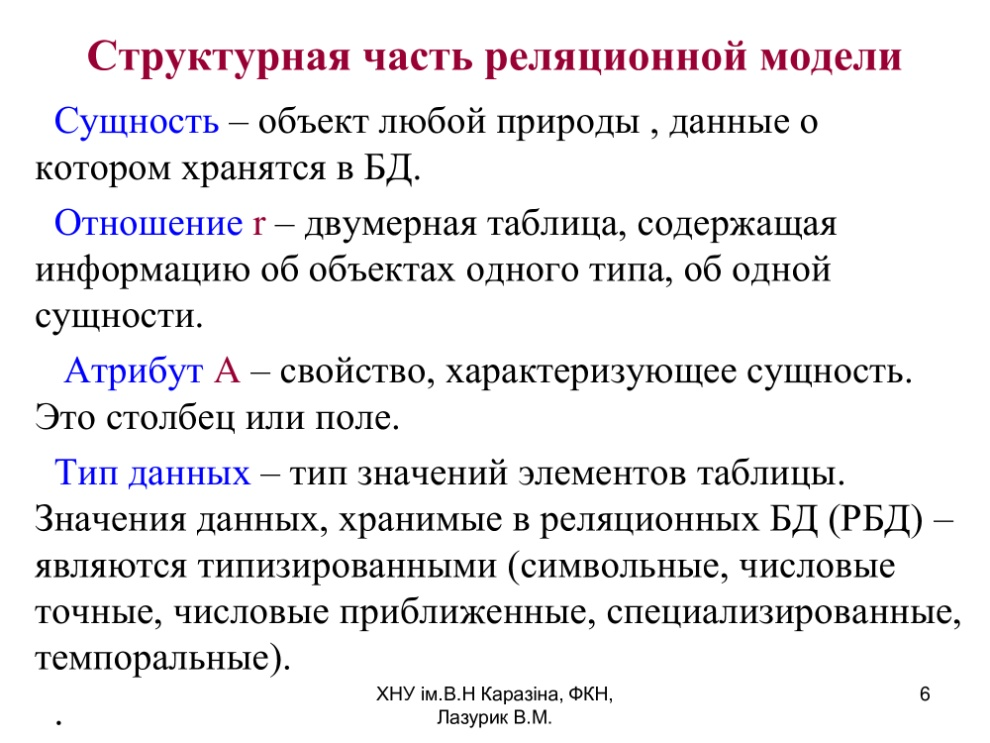 Структурная часть реляционной модели
Сущность – объект любой природы , данные о
котором хранятся в БД.
Отношение r – двумерная таблица, содержащая
информацию об объектах одного типа, об одной
сущности.
Атрибут A – свойство, характеризующее сущность.
Это столбец или поле.
Тип данных – тип значений элементов таблицы.
Значения данных, хранимые в реляционных БД (РБД) –
являются типизированными (символьные, числовые
точные, числовые приближенные, специализированные,
темпоральные).
.
ХНУ ім.В.Н Каразіна, ФКН,
Лазурик В.М.
6